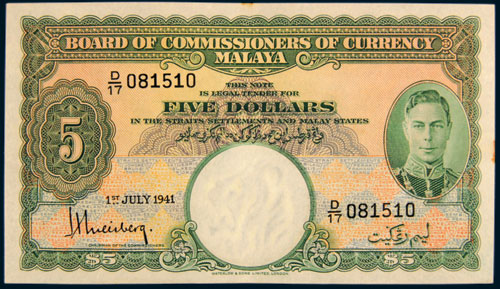 BOARD OF COMMISSIONERS OF CURRENCY
MALAYA
D/17 081510
THIS NOTE
IS LEGAL TENDER FOR
FIVE DOLLARS
IN THE STRAITS SETTLEMENTS AND MALAY STATES
5
1ST JULY 1941
CHAIRMAN OF THE COMMISSIONERS
D/17 081510
ليم رڠكيت
$5
$5
WATERLOW & SONS LIMITED, LONDON.